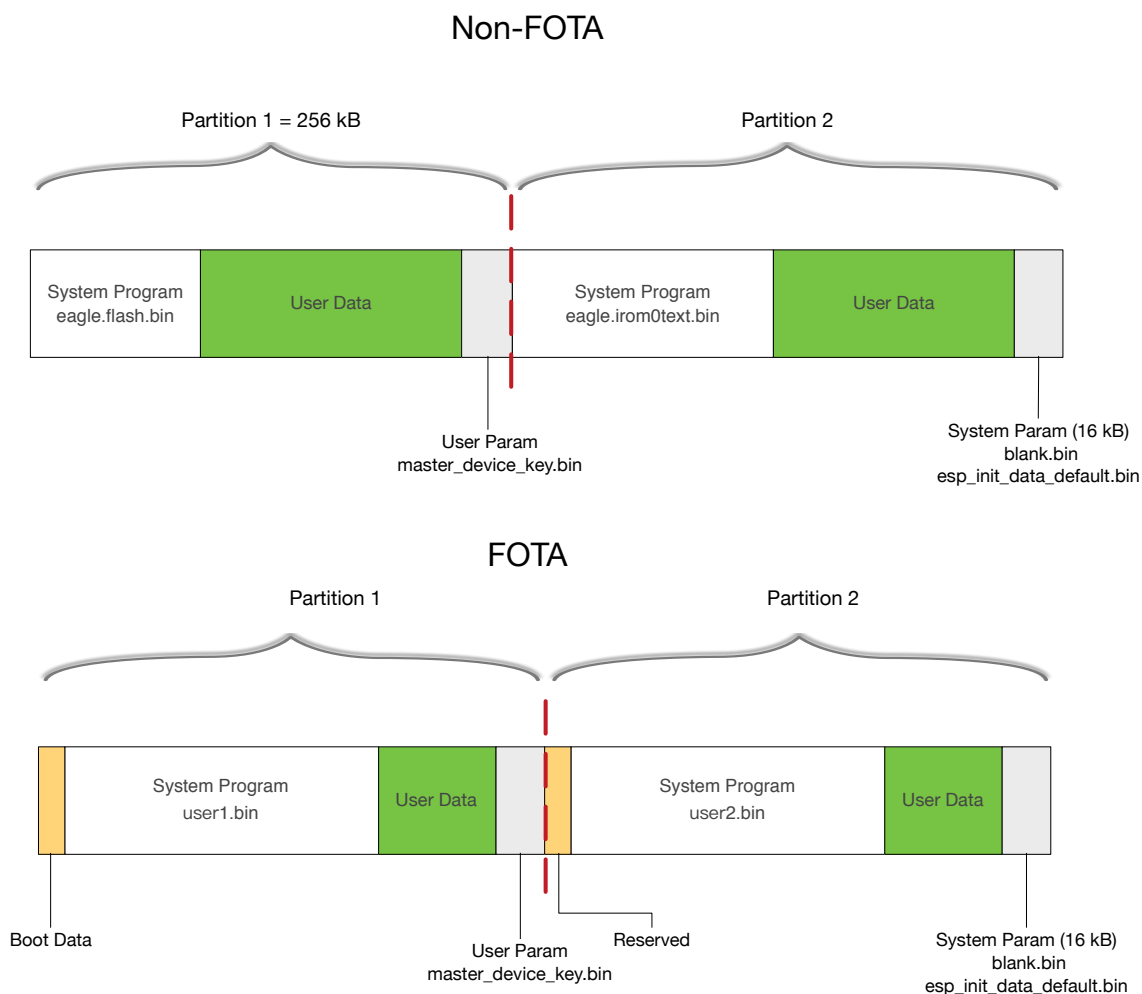 Non-FOTA
Partition 1 = 256 kB
Partition 2
System Program
eagle.flash.bin
User Data
System Program
eagle.irom0text.bin
User Data
User Param
master_device_key.bin
System Param (16 kB)
blank.bin
esp_init_data_default.bin
FOTA
Partition 1
Partition 2
System Program
user1.bin
User Data
System Program
user2.bin
User Data
Boot Data
User Param
master_device_key.bin
Reserved
System Param (16 kB)
blank.bin
esp_init_data_default.bin